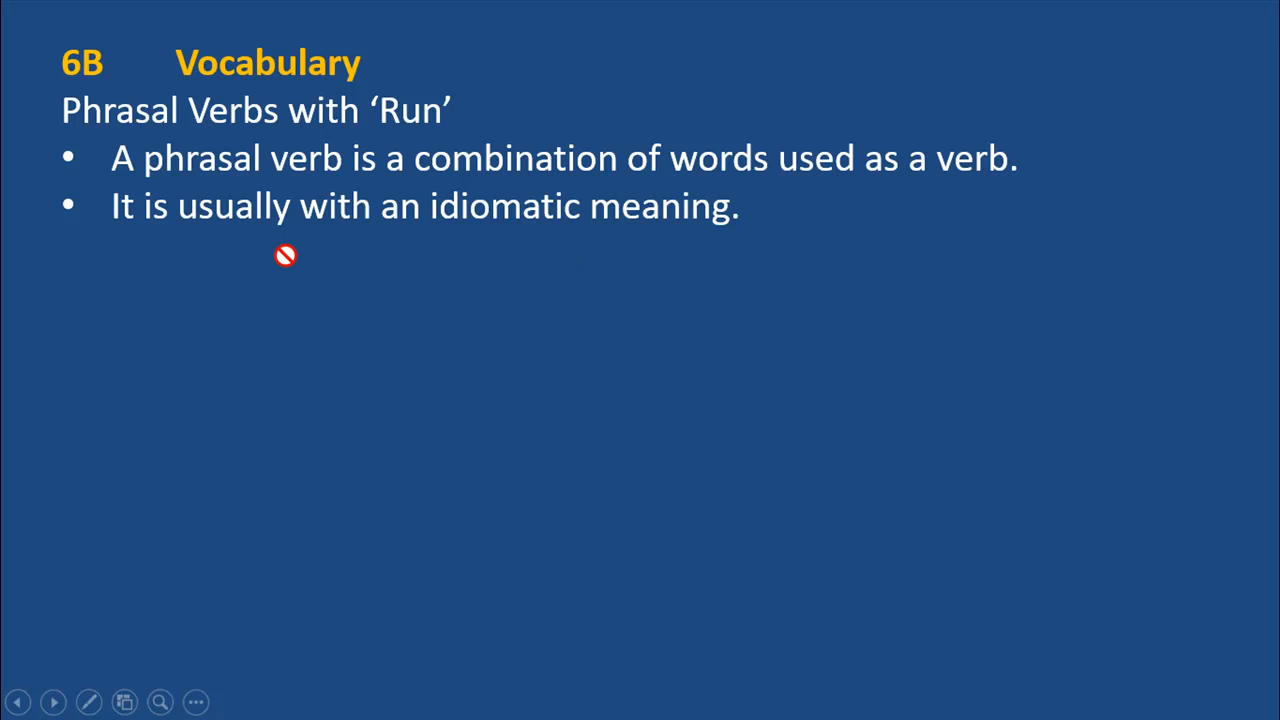 6B Vocabulary
Phrasal Verbs with ‘Run’
• A phrasal verb is a combination of words used as a verb.
• It is usually with an idiomatic meaning.